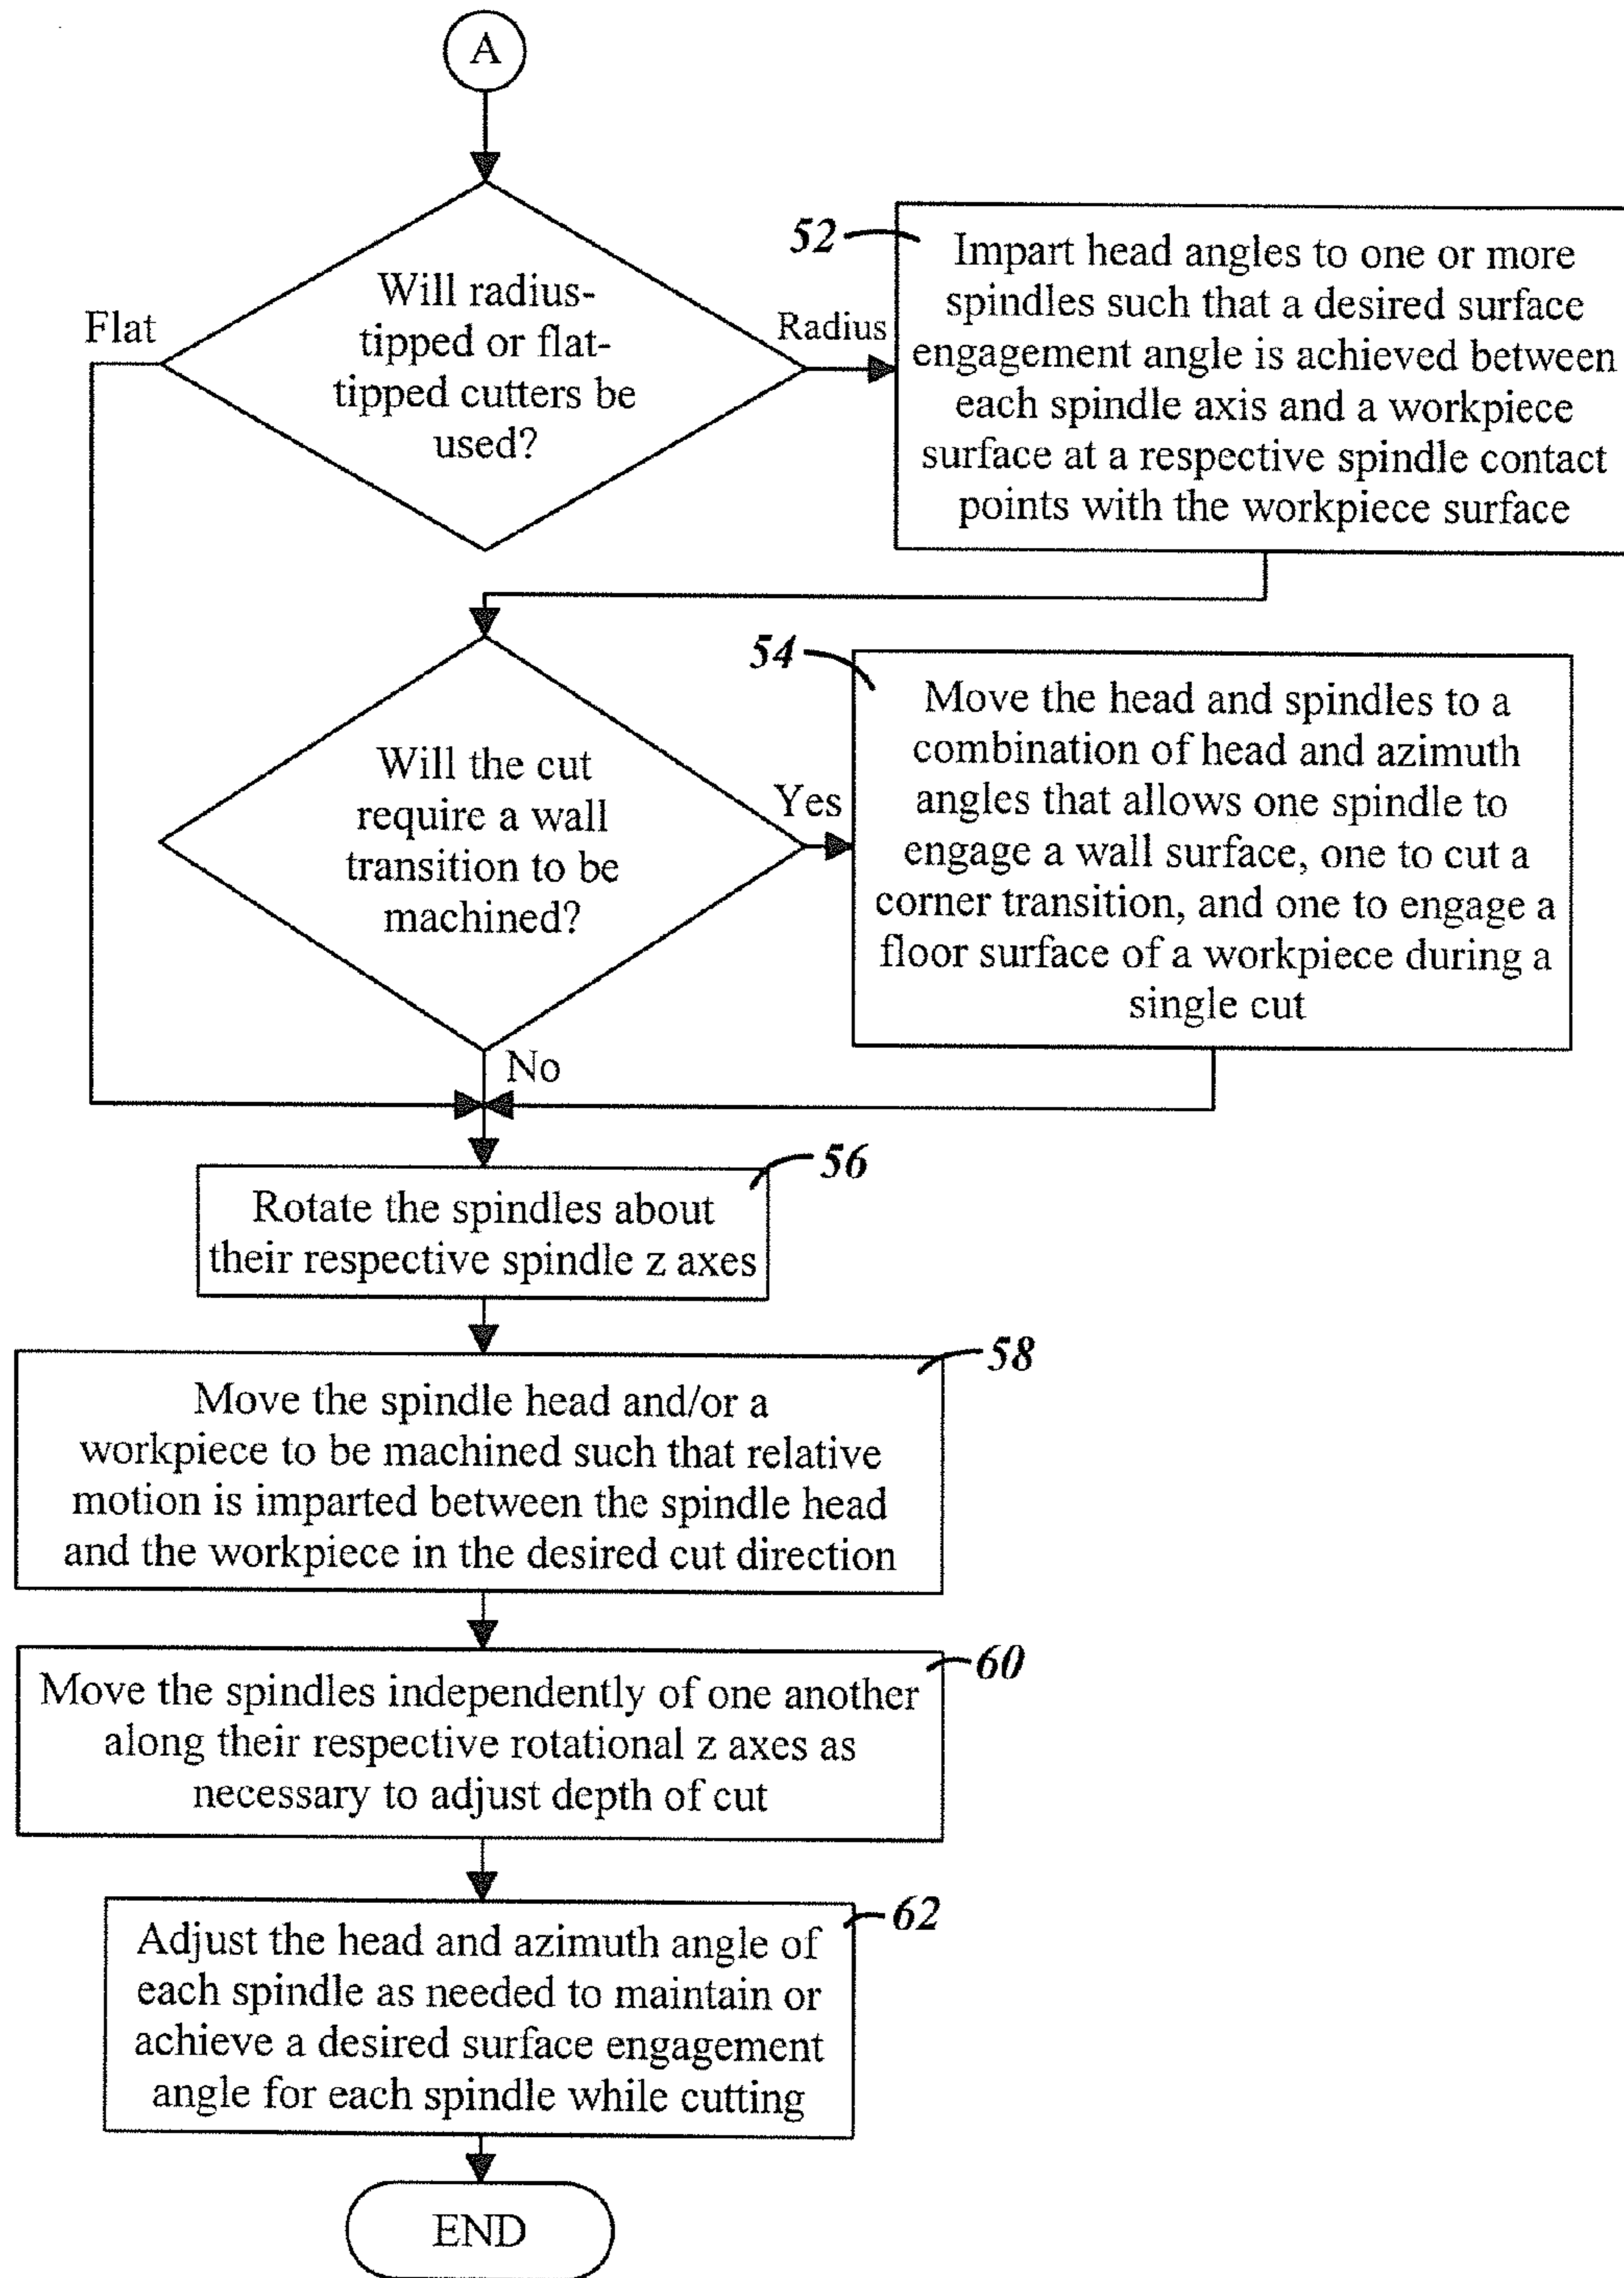 A
Will radius-
tipped or flat-
tipped cutters be
used?
Flat
Radius
52
Impart head angles to one or more
spindles such that a desired surface
engagement angle is achieved between
each spindle axis and a workpiece
surface at a respective spindle contact
points with the workpiece surface
Will the cut
require a wall
transition to be
machined?
Yes
No
54
Move the head and spindles to a
combination of head and azimuth
angles that allows one spindle to
engage a wall surface, one to cut a
corner transition, and one to engage a
floor surface of a workpiece during a
single cut
56
Rotate the spindles about
their respective spindle z axes
58
Move the spindle head and/or a
workpiece to be machined such that relative
motion is imparted between the spindle head
and the workpiece in the desired cut direction
60
Move the spindles independently of one another
along their respective rotational z axes as
necessary to adjust depth of cut
62
Adjust the head and azimuth angle of
each spindle as needed to maintain or
achieve a desired surface engagement
angle for each spindle while cutting
END